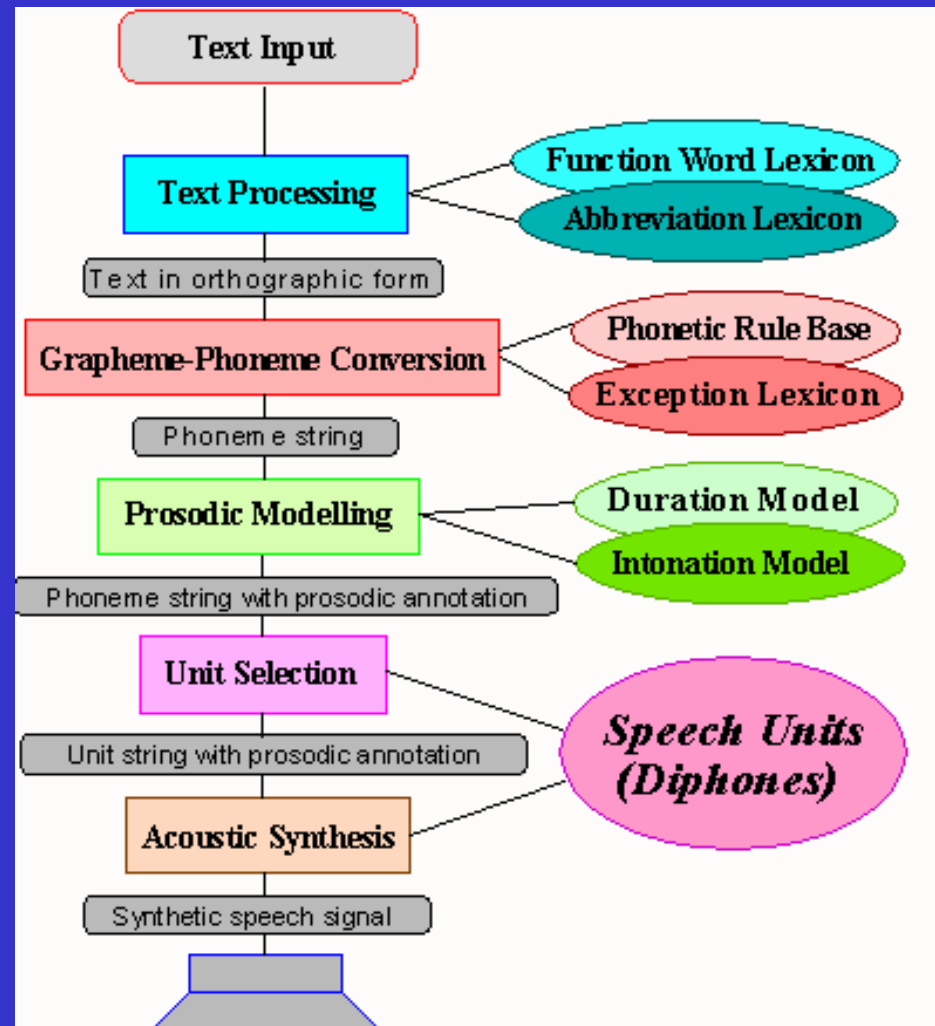 Text Input
Function Word Lexicon
Text Processing
Abbreviation Lexicon
Text in orthographic form
Phonetic Rule Base
Grapheme-Phoneme Conversion
Exception Lexicon
Phoneme string
Duration Model
Prosodic Modelling
Intonation Model
Phoneme string with prosodic annotation
Unit Selection
Speech Units
(Diphones)
Unit string with prosodic annotation
Acoustic Synthesis
Synthetic speech signal